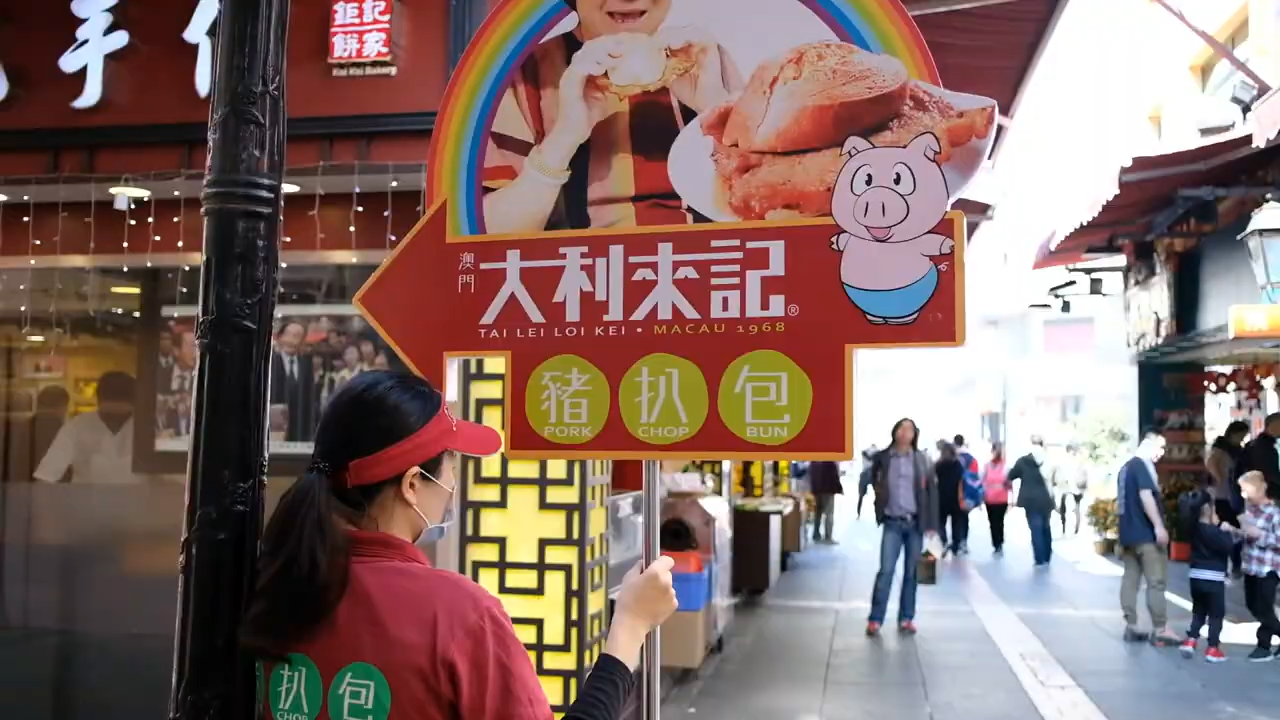 手信
鉅記
餅家
Koi Kei Bakery
澳門
大利來記®
TAI LEI LOI KEI • MACAU 1968
豬 扒 包
PORK CHOP BUN
扒 包
CHOP